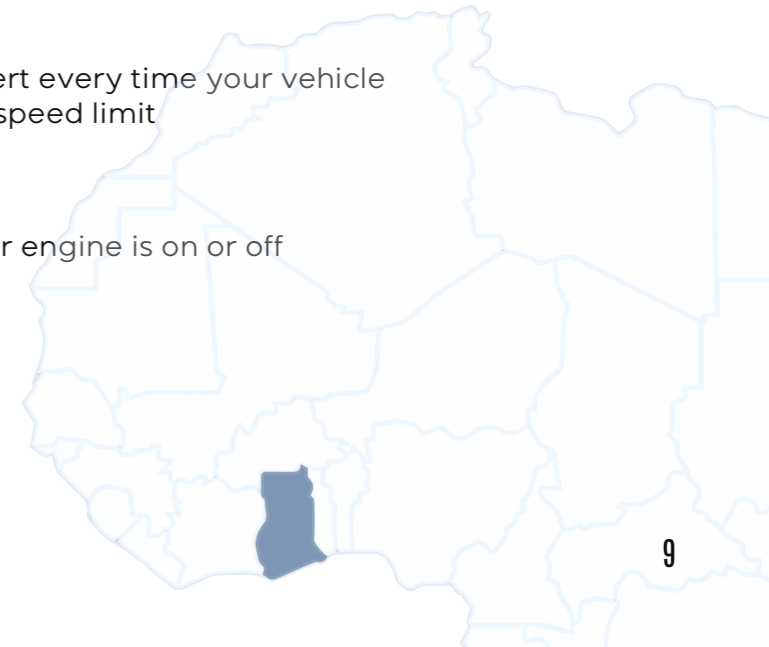 ert every time your vehicle
speed limit
r engine is on or off
9